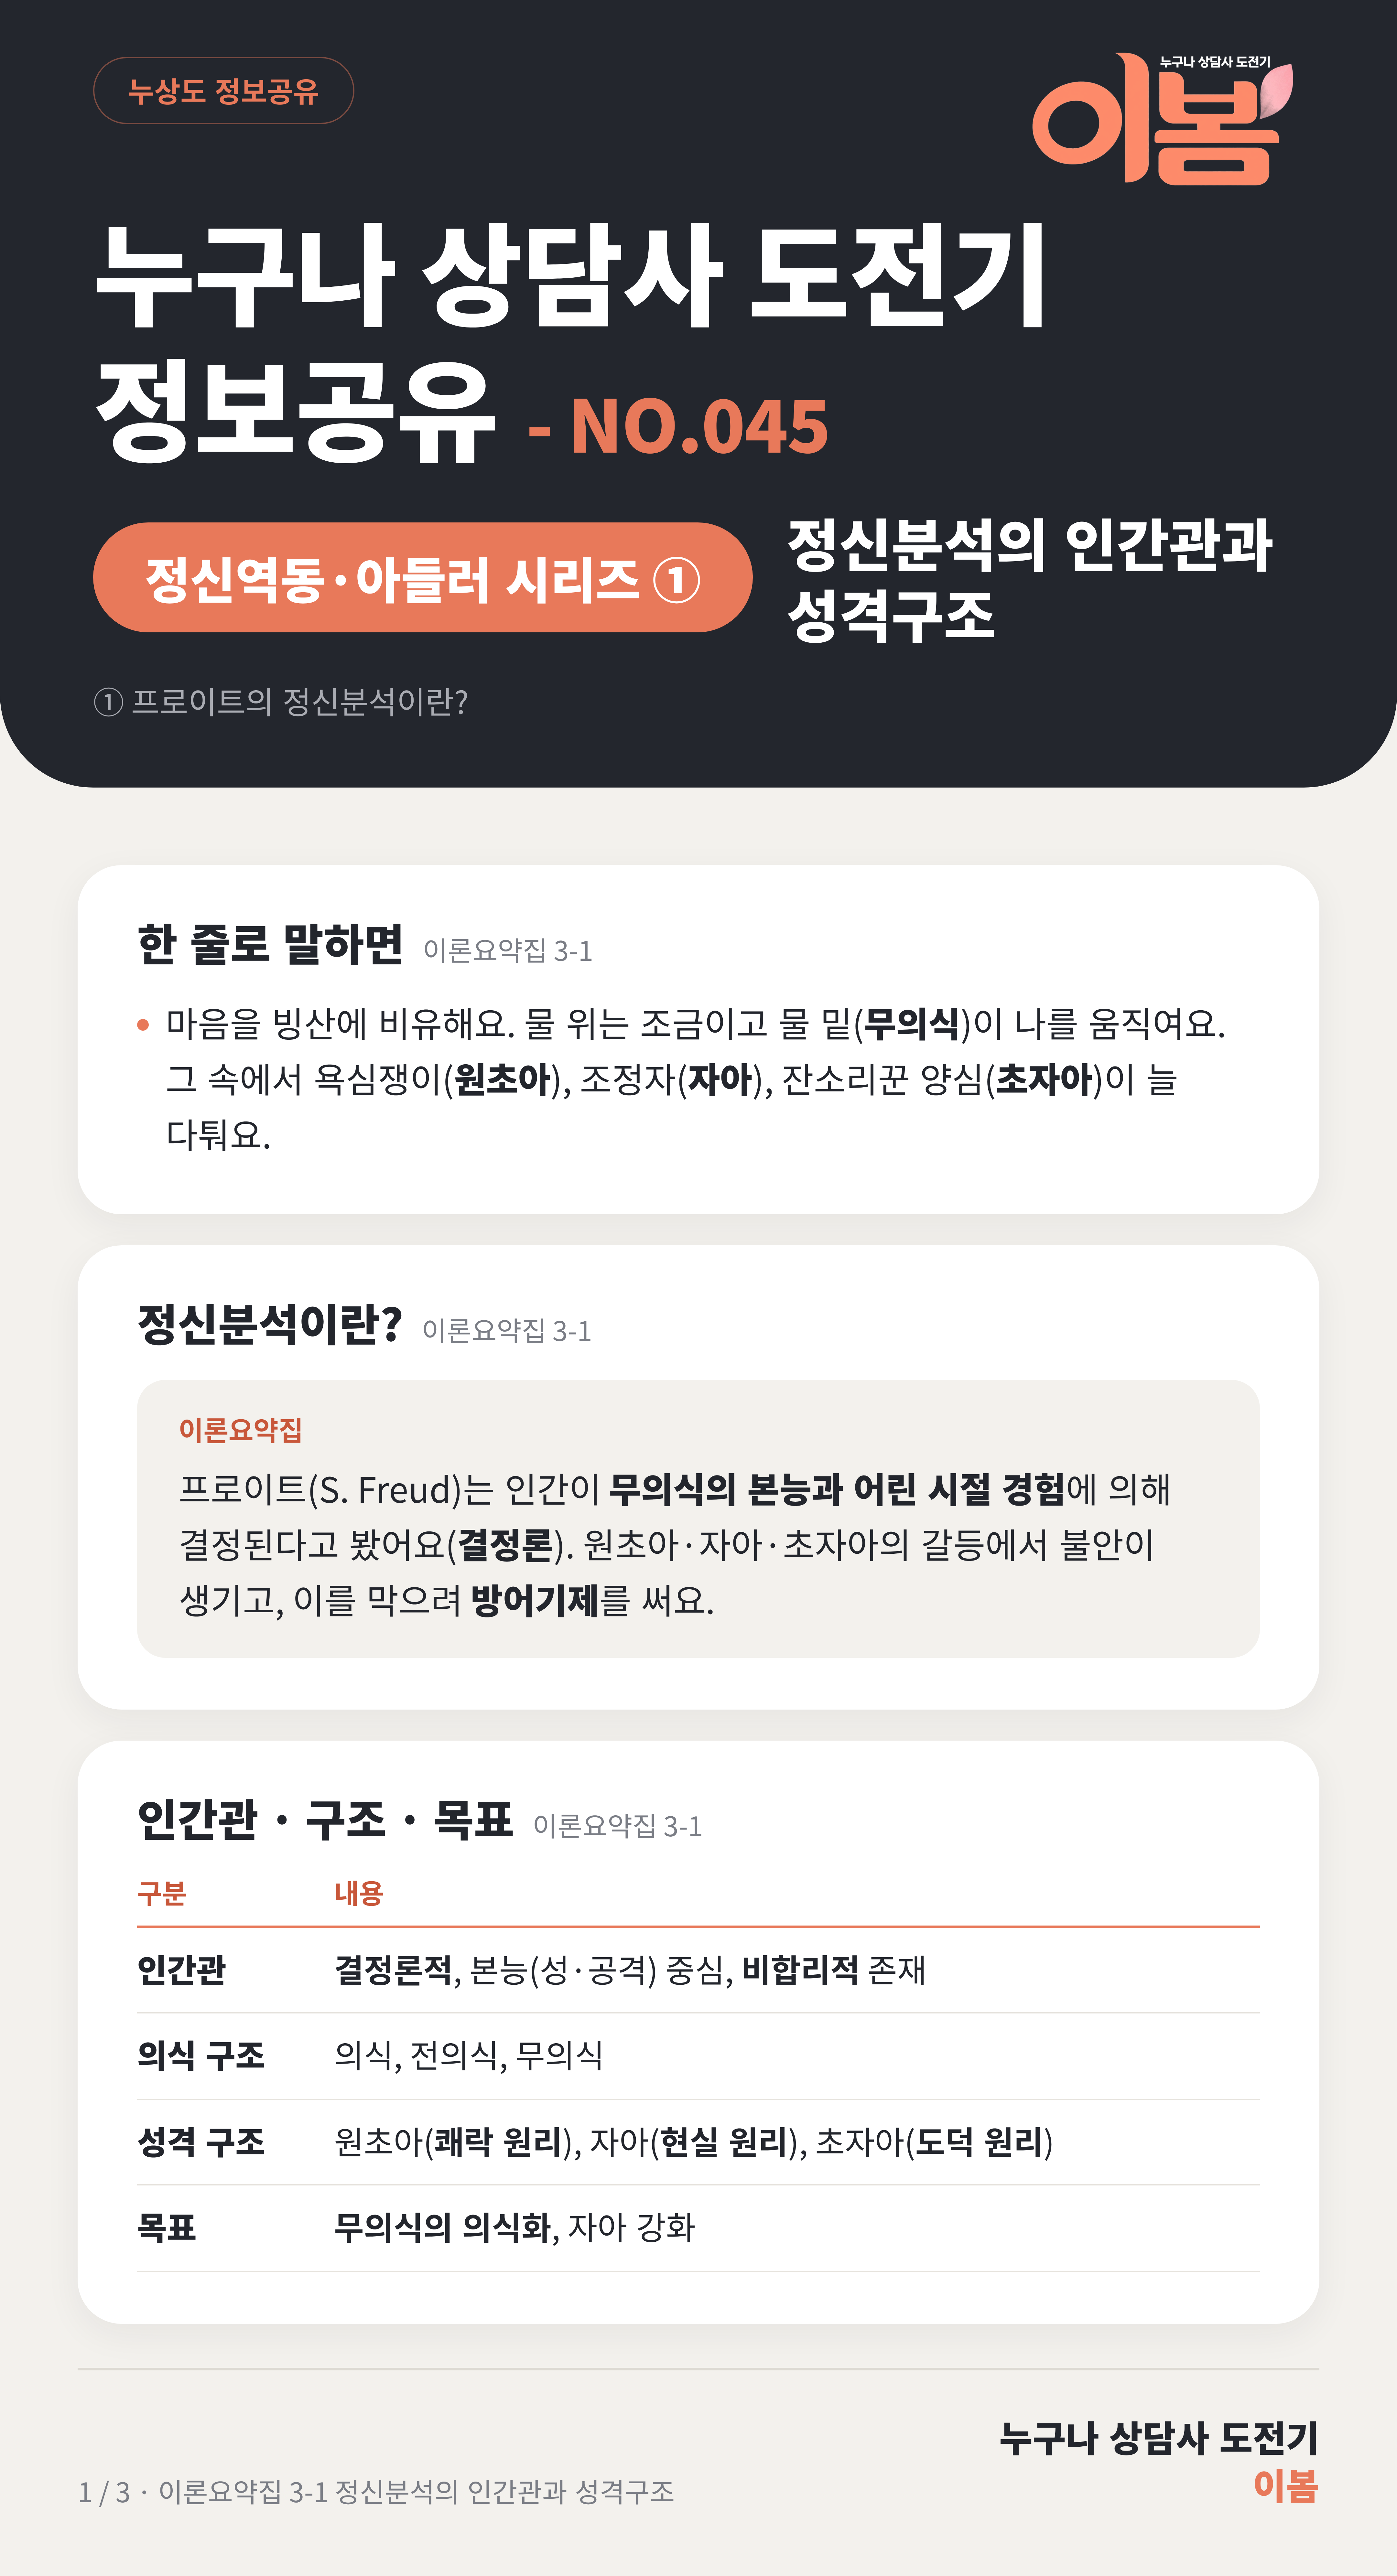 누상도 정보공유
누구나 상담사 도전기
이봄
누구나 상담사 도전기
정보공유 - NO.045
정신역동·아들러 시리즈 ①
정신분석의 인간관과
성격구조
① 프로이트의 정신분석이란?
한 줄로 말하면 이론요약집 3-1
• 마음을 빙산에 비유해요. 물 위는 조금이고 물 밑(무의식)이 나를 움직여요.
그 속에서 욕심쟁이(원초아), 조정자(자아), 잔소리꾼 양심(초자아)이 늘
다퉈요.
정신분석이란? 이론요약집 3-1
이론요약집
프로이트(S. Freud)는 인간이 무의식의 본능과 어린 시절 경험에 의해
결정된다고 봤어요(결정론). 원초아·자아·초자아의 갈등에서 불안이
생기고, 이를 막으려 방어기제를 써요.
인간관 · 구조 · 목표 이론요약집 3-1
구분 내용
인간관 결정론적, 본능(성·공격) 중심, 비합리적 존재
의식 구조 의식, 전의식, 무의식
성격 구조 원초아(쾌락 원리), 자아(현실 원리), 초자아(도덕 원리)
목표 무의식의 의식화, 자아 강화
1 / 3 · 이론요약집 3-1 정신분석의 인간관과 성격구조
누구나 상담사 도전기
이봄